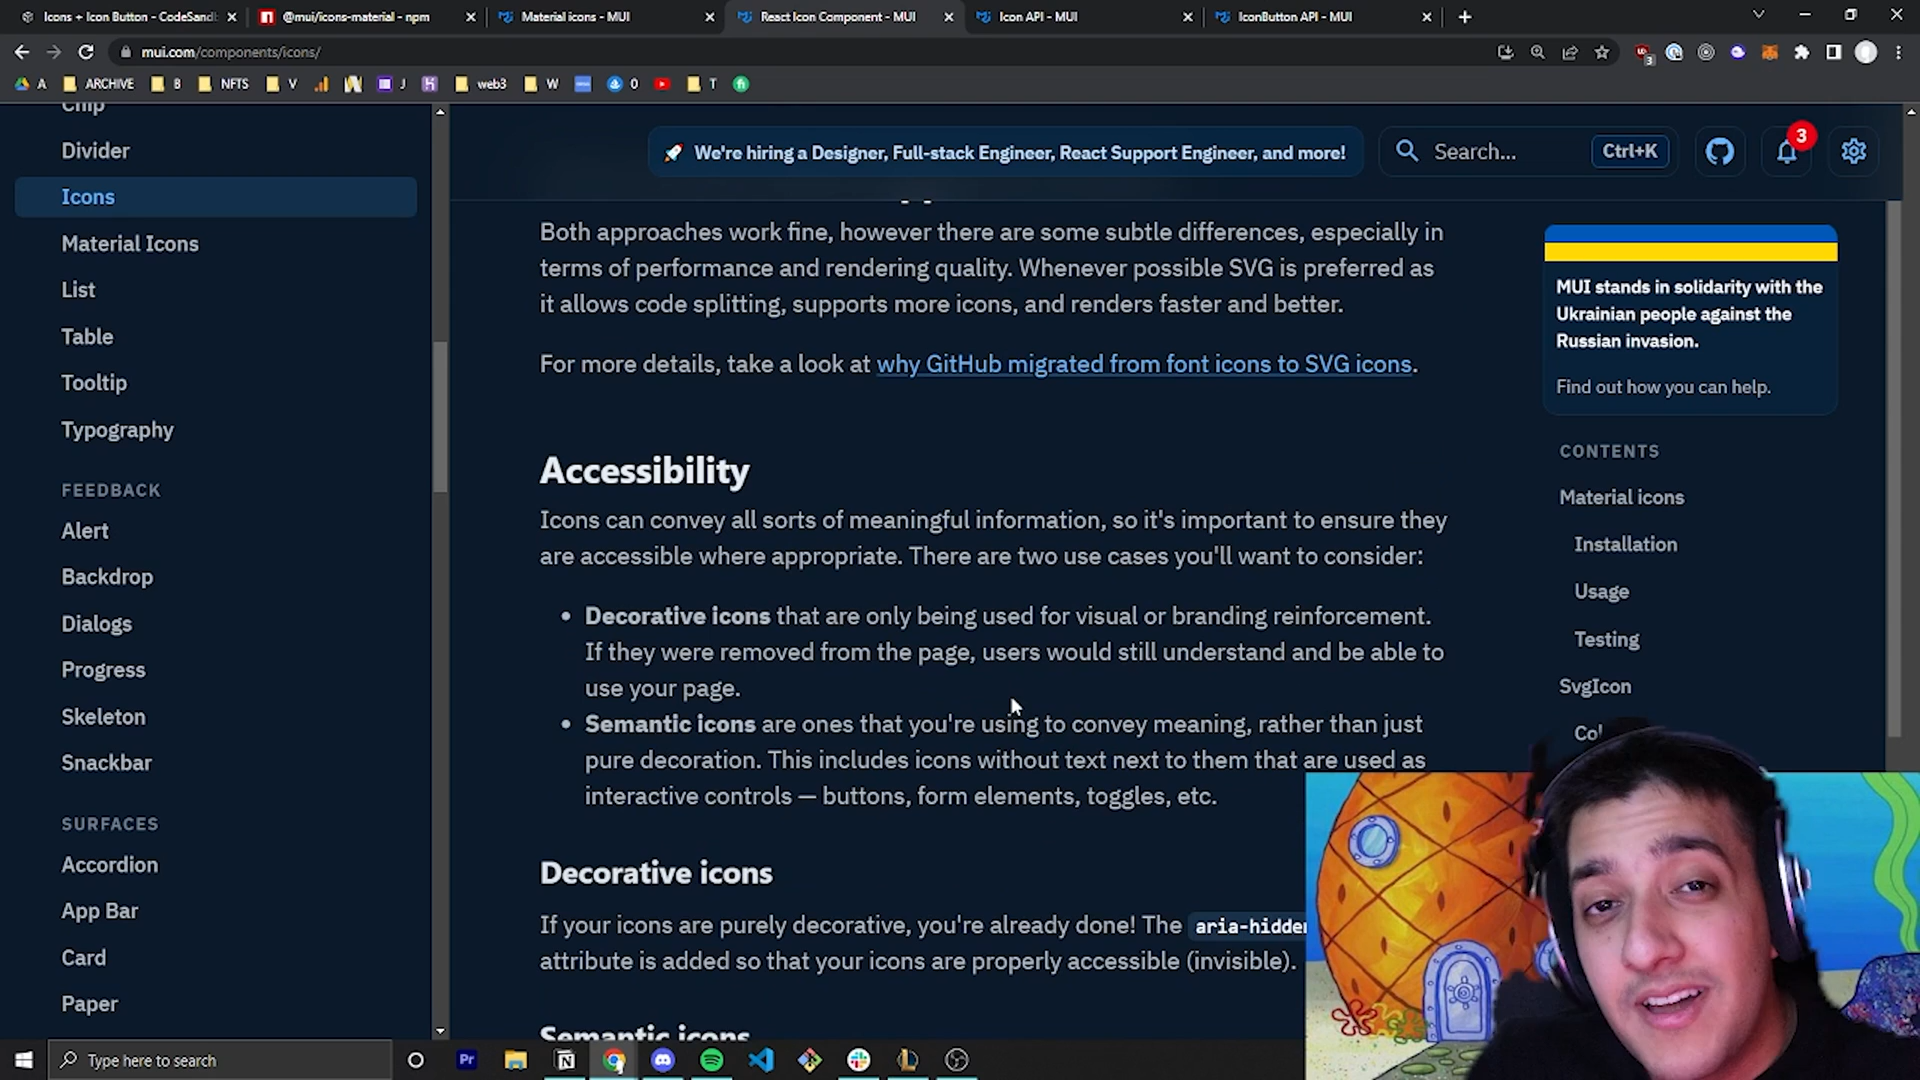 Icons + Icon Button - CodeSandb
@mui/icons-material - npm
Material icons - MUI
React Icon Component - MUI
Icon API - MUI
IconButton API - MUI
mui.com/components/icons/
3
A
ARCHIVE
B
NFTS
V
J
web3
W
0
T
Chip
Divider
Icons
Material Icons
List
Table
Tooltip
Typography
FEEDBACK
Alert
Backdrop
Dialogs
Progress
Skeleton
Snackbar
SURFACES
Accordion
App Bar
Card
Paper
🚀 We're hiring a Designer, Full-stack Engineer, React Support Engineer, and more!
Search...
Ctrl+K
3
Both approaches work fine, however there are some subtle differences, especially in
terms of performance and rendering quality. Whenever possible SVG is preferred as
it allows code splitting, supports more icons, and renders faster and better.
For more details, take a look at why GitHub migrated from font icons to SVG icons.
Accessibility
Icons can convey all sorts of meaningful information, so it's important to ensure they
are accessible where appropriate. There are two use cases you'll want to consider:
• Decorative icons that are only being used for visual or branding reinforcement.
If they were removed from the page, users would still understand and be able to
use your page.
• Semantic icons are ones that you're using to convey meaning, rather than just
pure decoration. This includes icons without text next to them that are used as
interactive controls — buttons, form elements, toggles, etc.
Decorative icons
If your icons are purely decorative, you're already done! The aria-hidden
attribute is added so that your icons are properly accessible (invisible).
Semantic icons
MUI stands in solidarity with the
Ukrainian people against the
Russian invasion.
Find out how you can help.
CONTENTS
Material icons
Installation
Usage
Testing
SvgIcon
Col
Type here to search
Pr